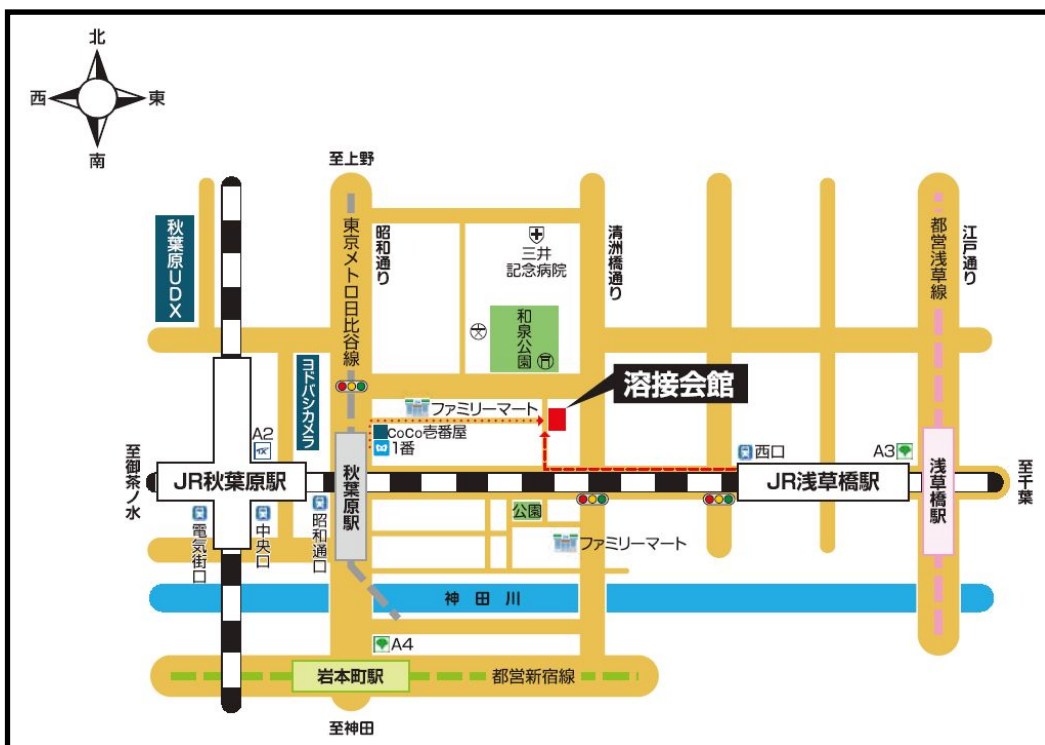 北
西
東
南
至上野
秋葉原UDX
東京メトロ日比谷線
昭和通り
三井
記念病院
清洲橋通り
都営浅草線
江戸通り
和泉公園
ヨドバシカメラ
溶接会館
ファミリーマート
CoCo壱番屋
1番
A2
西口
A3
至御茶ノ水
JR秋葉原駅
秋葉原駅
JR浅草橋駅
浅草橋駅
至千葉
電気街口
中央口
昭和通口
公園
ファミリーマート
神田川
A4
岩本町駅
都営新宿線
至神田